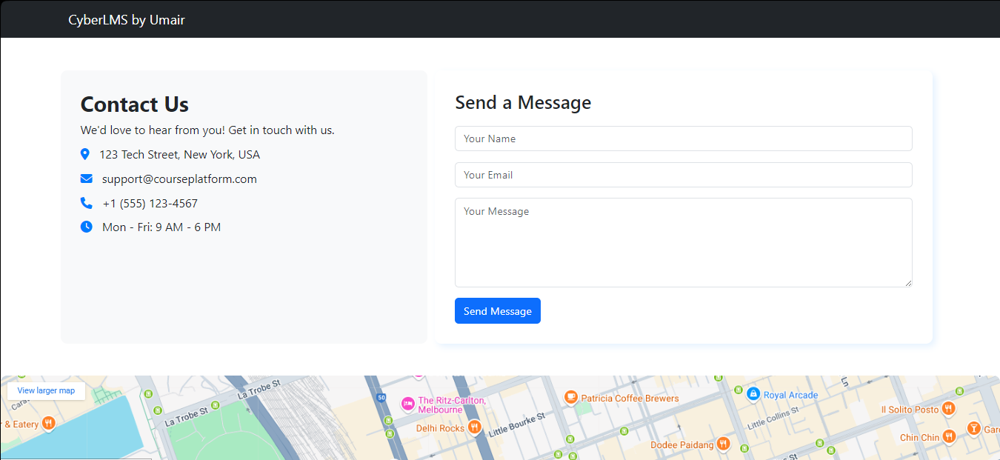 CyberLMS by Umair
Contact Us
We'd love to hear from you! Get in touch with us.
123 Tech Street, New York, USA
support@courseplatform.com
+1 (555) 123-4567
Mon - Fri: 9 AM - 6 PM
Send a Message
Your Name
Your Email
Your Message
Send Message
View larger map
& Eatery
La Trobe St
La Trobe St
50
The Ritz-Carlton,
Melbourne
Delhi Rocks
Little Bourke St
Patricia Coffee Brewers
Dodee Paidang
Royal Arcade
Little Collins St
Ln
Il Solito Posto
Chin Chin
St